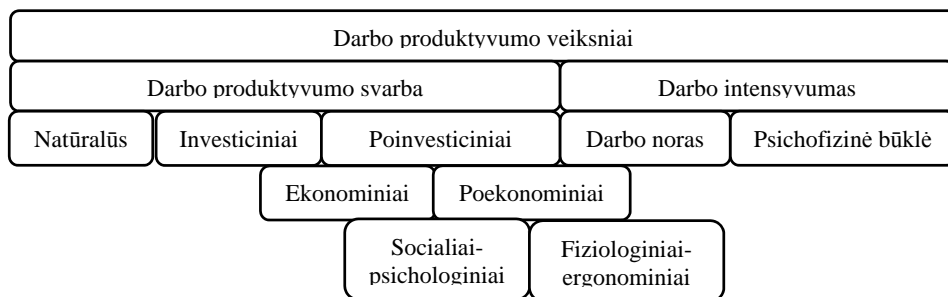 Darbo produktyvumo veiksniai
Darbo produktyvumo svarba
Darbo intensyvumas
Natūralūs
Investiciniai
Poinvesticiniai
Darbo noras
Psichofizinė būklė
Ekonominiai
Poekonominiai
Socialiai-
psichologiniai
Fiziologiniai-
ergonominiai